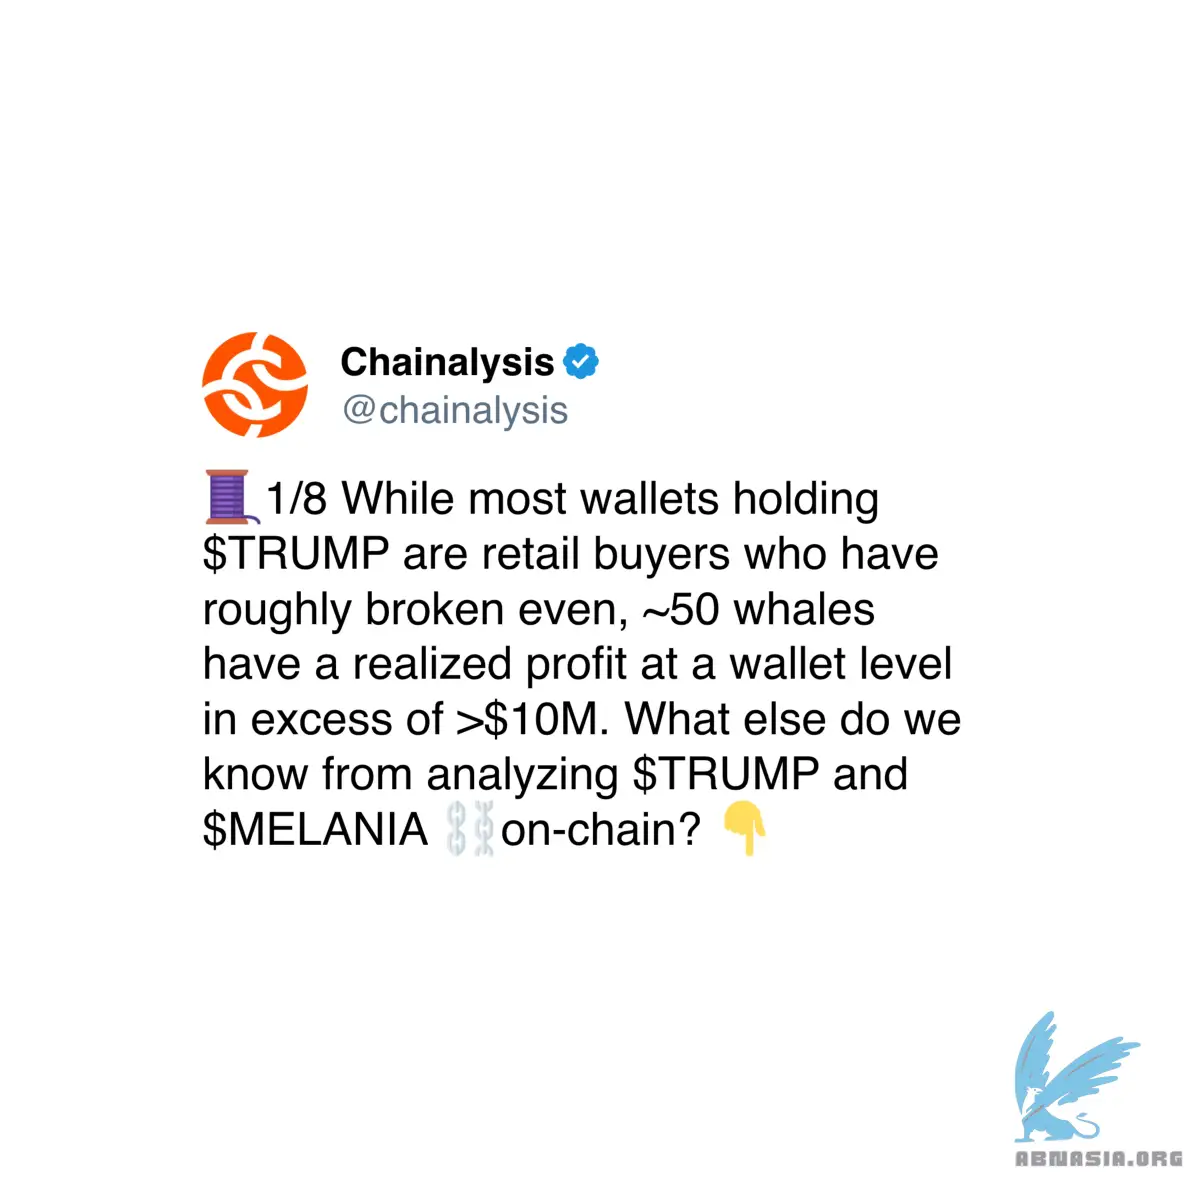 Chainalysis
@chainalysis
🧵1/8 While most wallets holding
$TRUMP are retail buyers who have
roughly broken even, ~50 whales
have a realized profit at a wallet level
in excess of >$10M. What else do we
know from analyzing $TRUMP and
$MELANIA ⛓️on-chain? 👇
ABNASIA.ORG